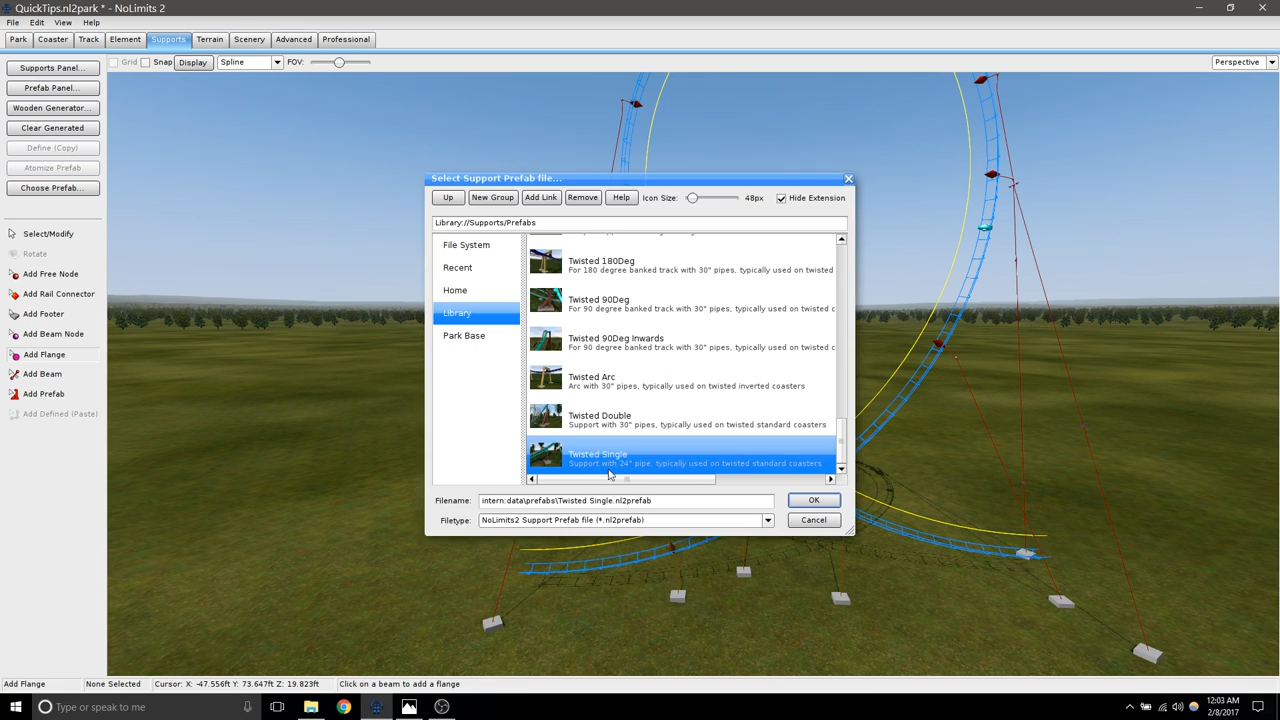 QuickTips.nl2park * - NoLimits 2
File Edit View Help
Park Coaster Track Element Supports Terrain Scenery Advanced Professional
Supports Panel... Grid Snap Display Spline FOV: Perspective
Prefab Panel...
Wooden Generator...
Clear Generated
Define (Copy)
Atomize Prefab
Choose Prefab...
Select/Modify
Rotate
Add Free Node
Add Rail Connector
Add Footer
Add Beam Node
Add Flange
Add Beam
Add Prefab
Add Defined (Paste)
Select Support Prefab file...
Up New Group Add Link Remove Help Icon Size: 48px Hide Extension
Library://Supports/Prefabs
File System
Recent
Home
Library
Park Base
Twisted 180Deg
For 180 degree banked track with 30" pipes, typically used on twisted
Twisted 90Deg
For 90 degree banked track with 30" pipes, typically used on twisted c
Twisted 90Deg Inwards
For 90 degree banked track with 30" pipes, typically used on twisted c
Twisted Arc
Arc with 30" pipes, typically used on twisted inverted coasters
Twisted Double
Support with 30" pipes, typically used on twisted standard coasters
Twisted Single
Support with 24" pipe, typically used on twisted standard coasters
Filename: intern:data\prefabs\Twisted Single.nl2prefab OK
Filetype: NoLimits2 Support Prefab file (*.nl2prefab) Cancel
Add Flange None Selected Cursor: X: -47.556ft Y: 73.647ft Z: 19.823ft Click on a beam to add a flange
Type or speak to me
12:03 AM
2/8/2017